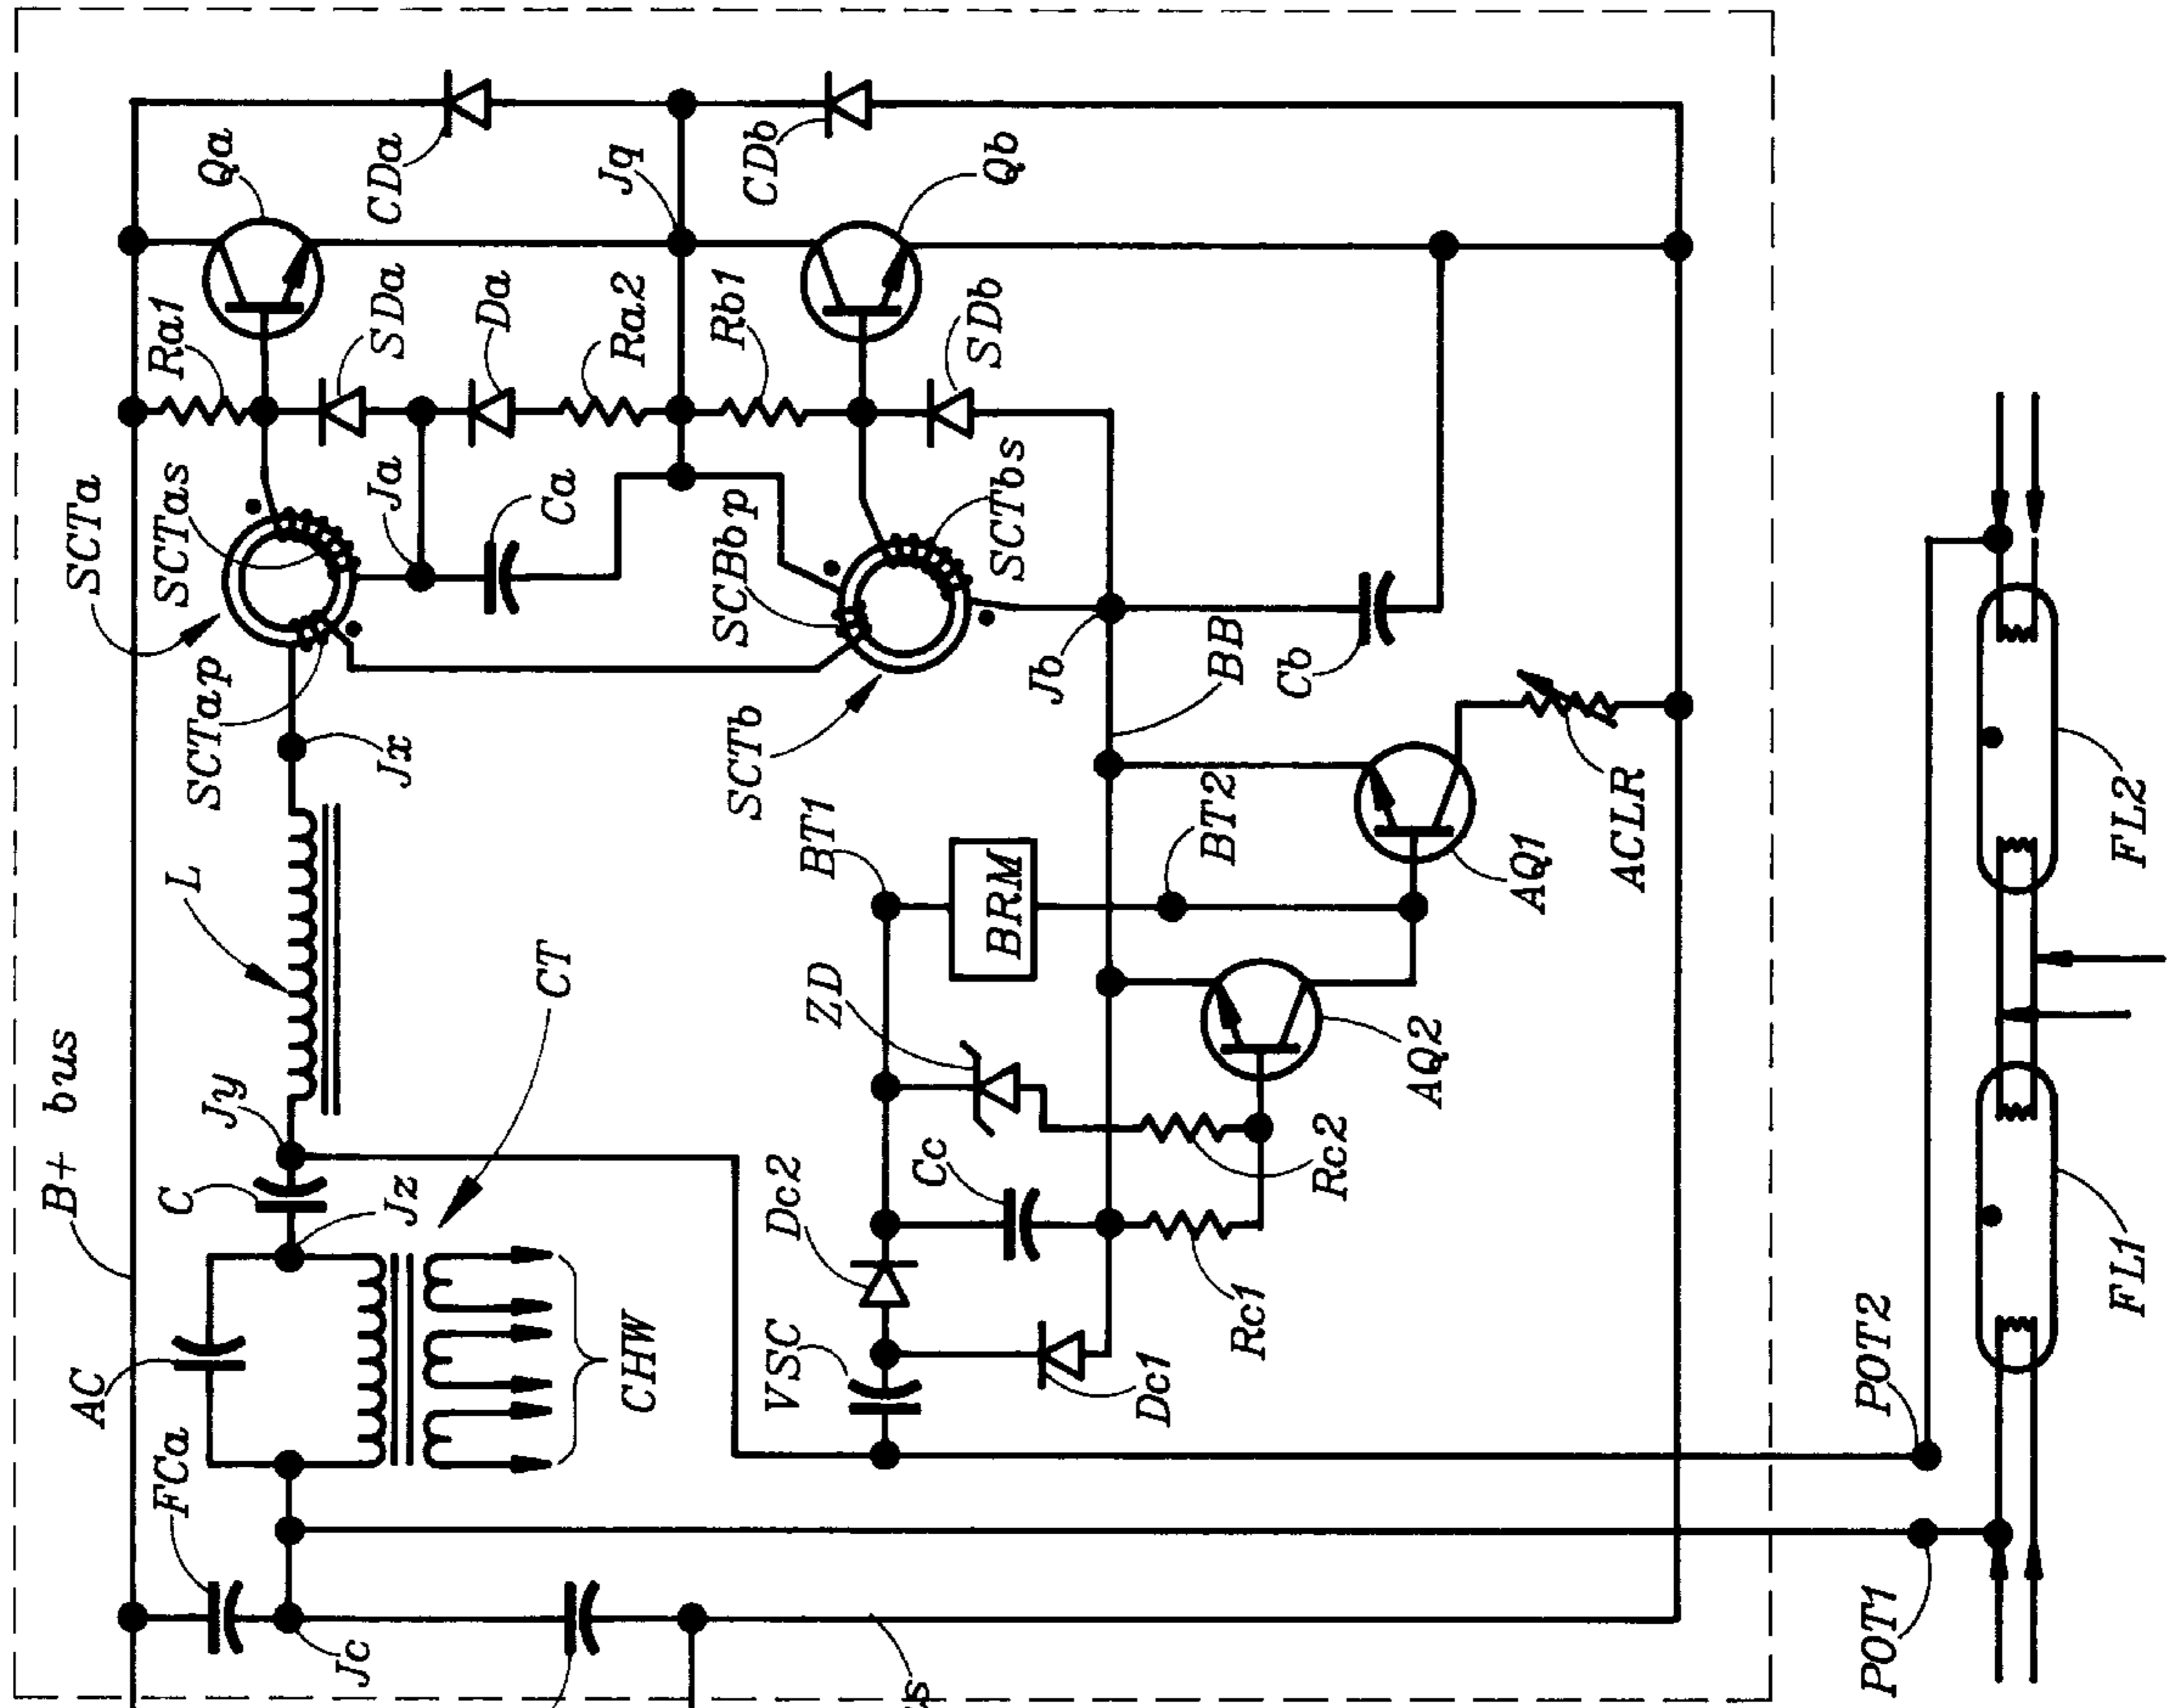 B+ bus
AC
FCa
Jc
C
Jy
Jz
L
CT
CHW
SCTa
SCTas
SCTap
Jx
Ja
Ca
Ra1
Qa
SDa
Da
CDa
Ra2
Jq
Rb1
CDb
Qb
SDb
SCBbp
SCTbs
SCTb
Jb
BB
Cb
BT1
BRM
BT2
AQ1
ACLR
ZD
AQ2
Rc2
Cc
Dc2
Rc1
VSC
Dc1
POT2
POT1
FL1
FL2
s